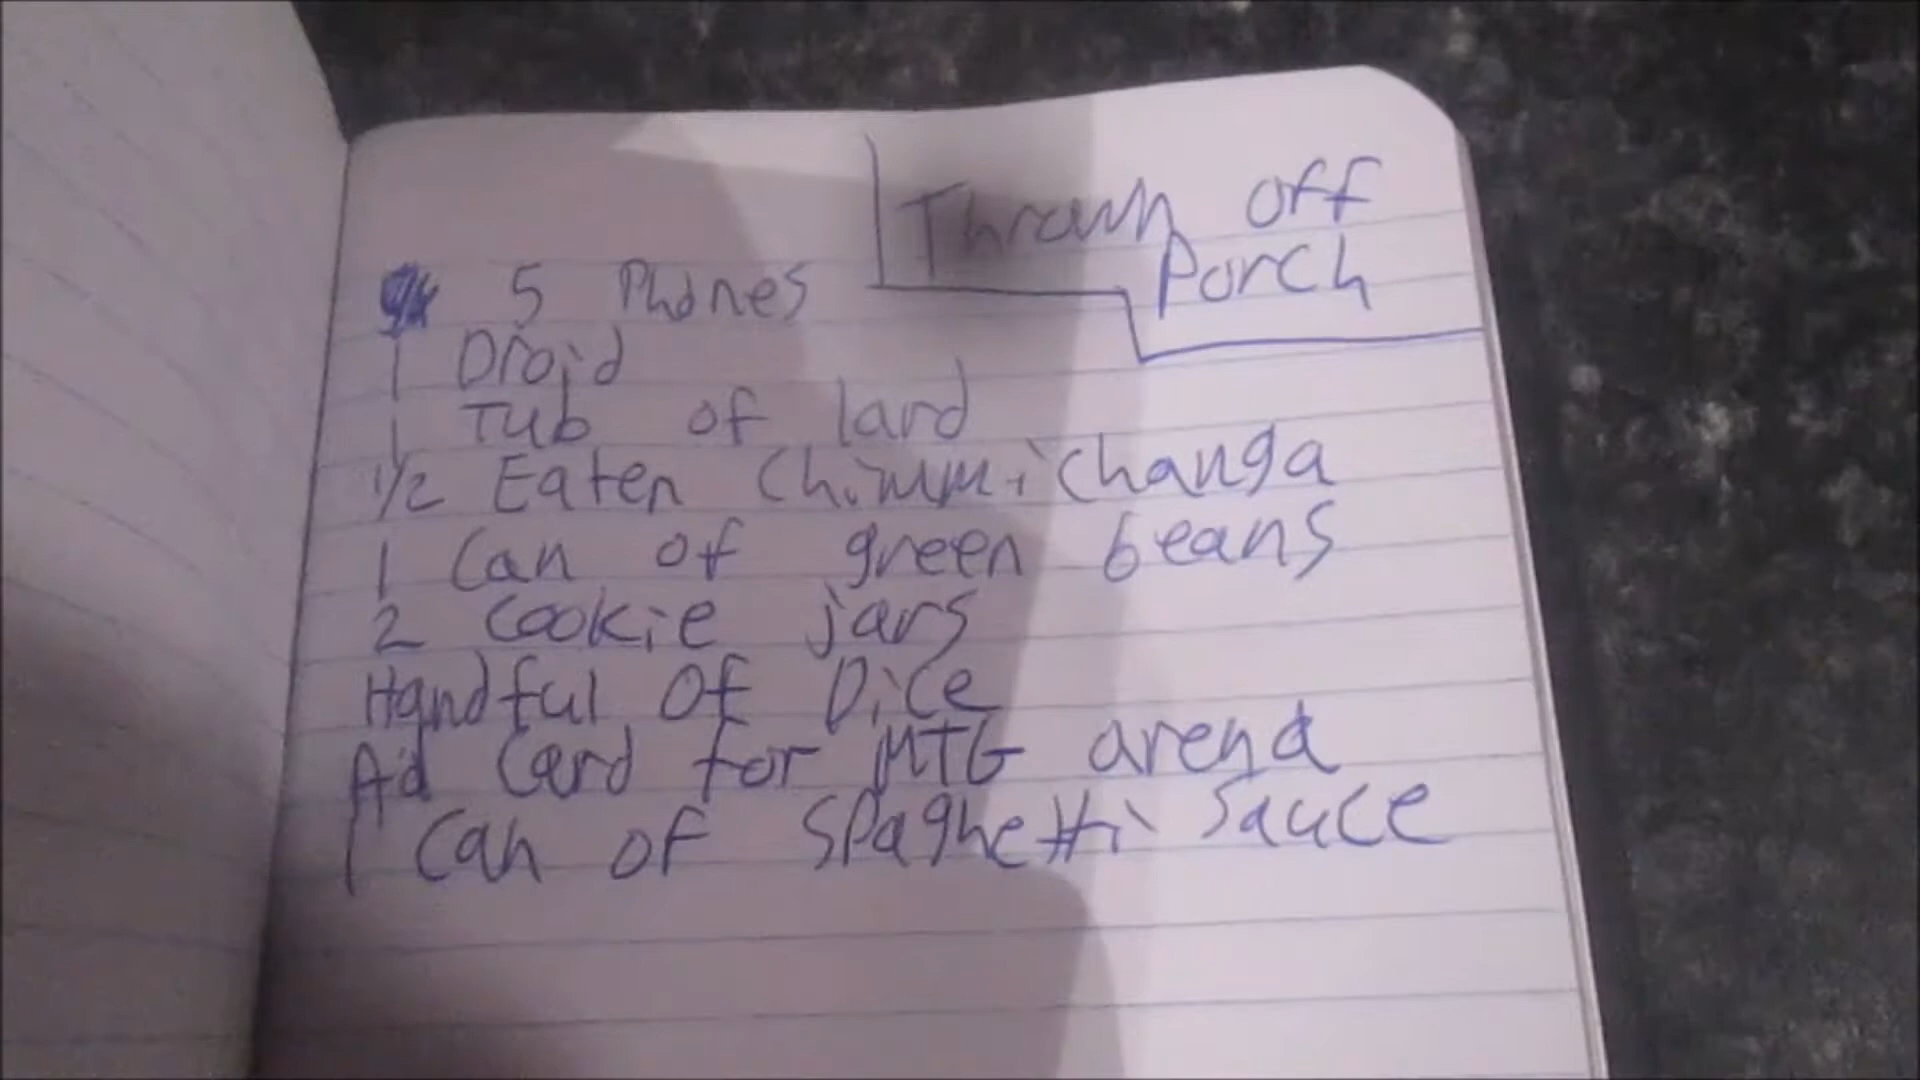 Thrown off
Porch
5 Phones
1 Droid
1 Tub of lard
1/2 Eaten Chimmichanga
1 Can of green beans
2 Cookie jars
Handful Of Dice
Ad Card for MTG arena
1 Can of Spaghetti Sauce